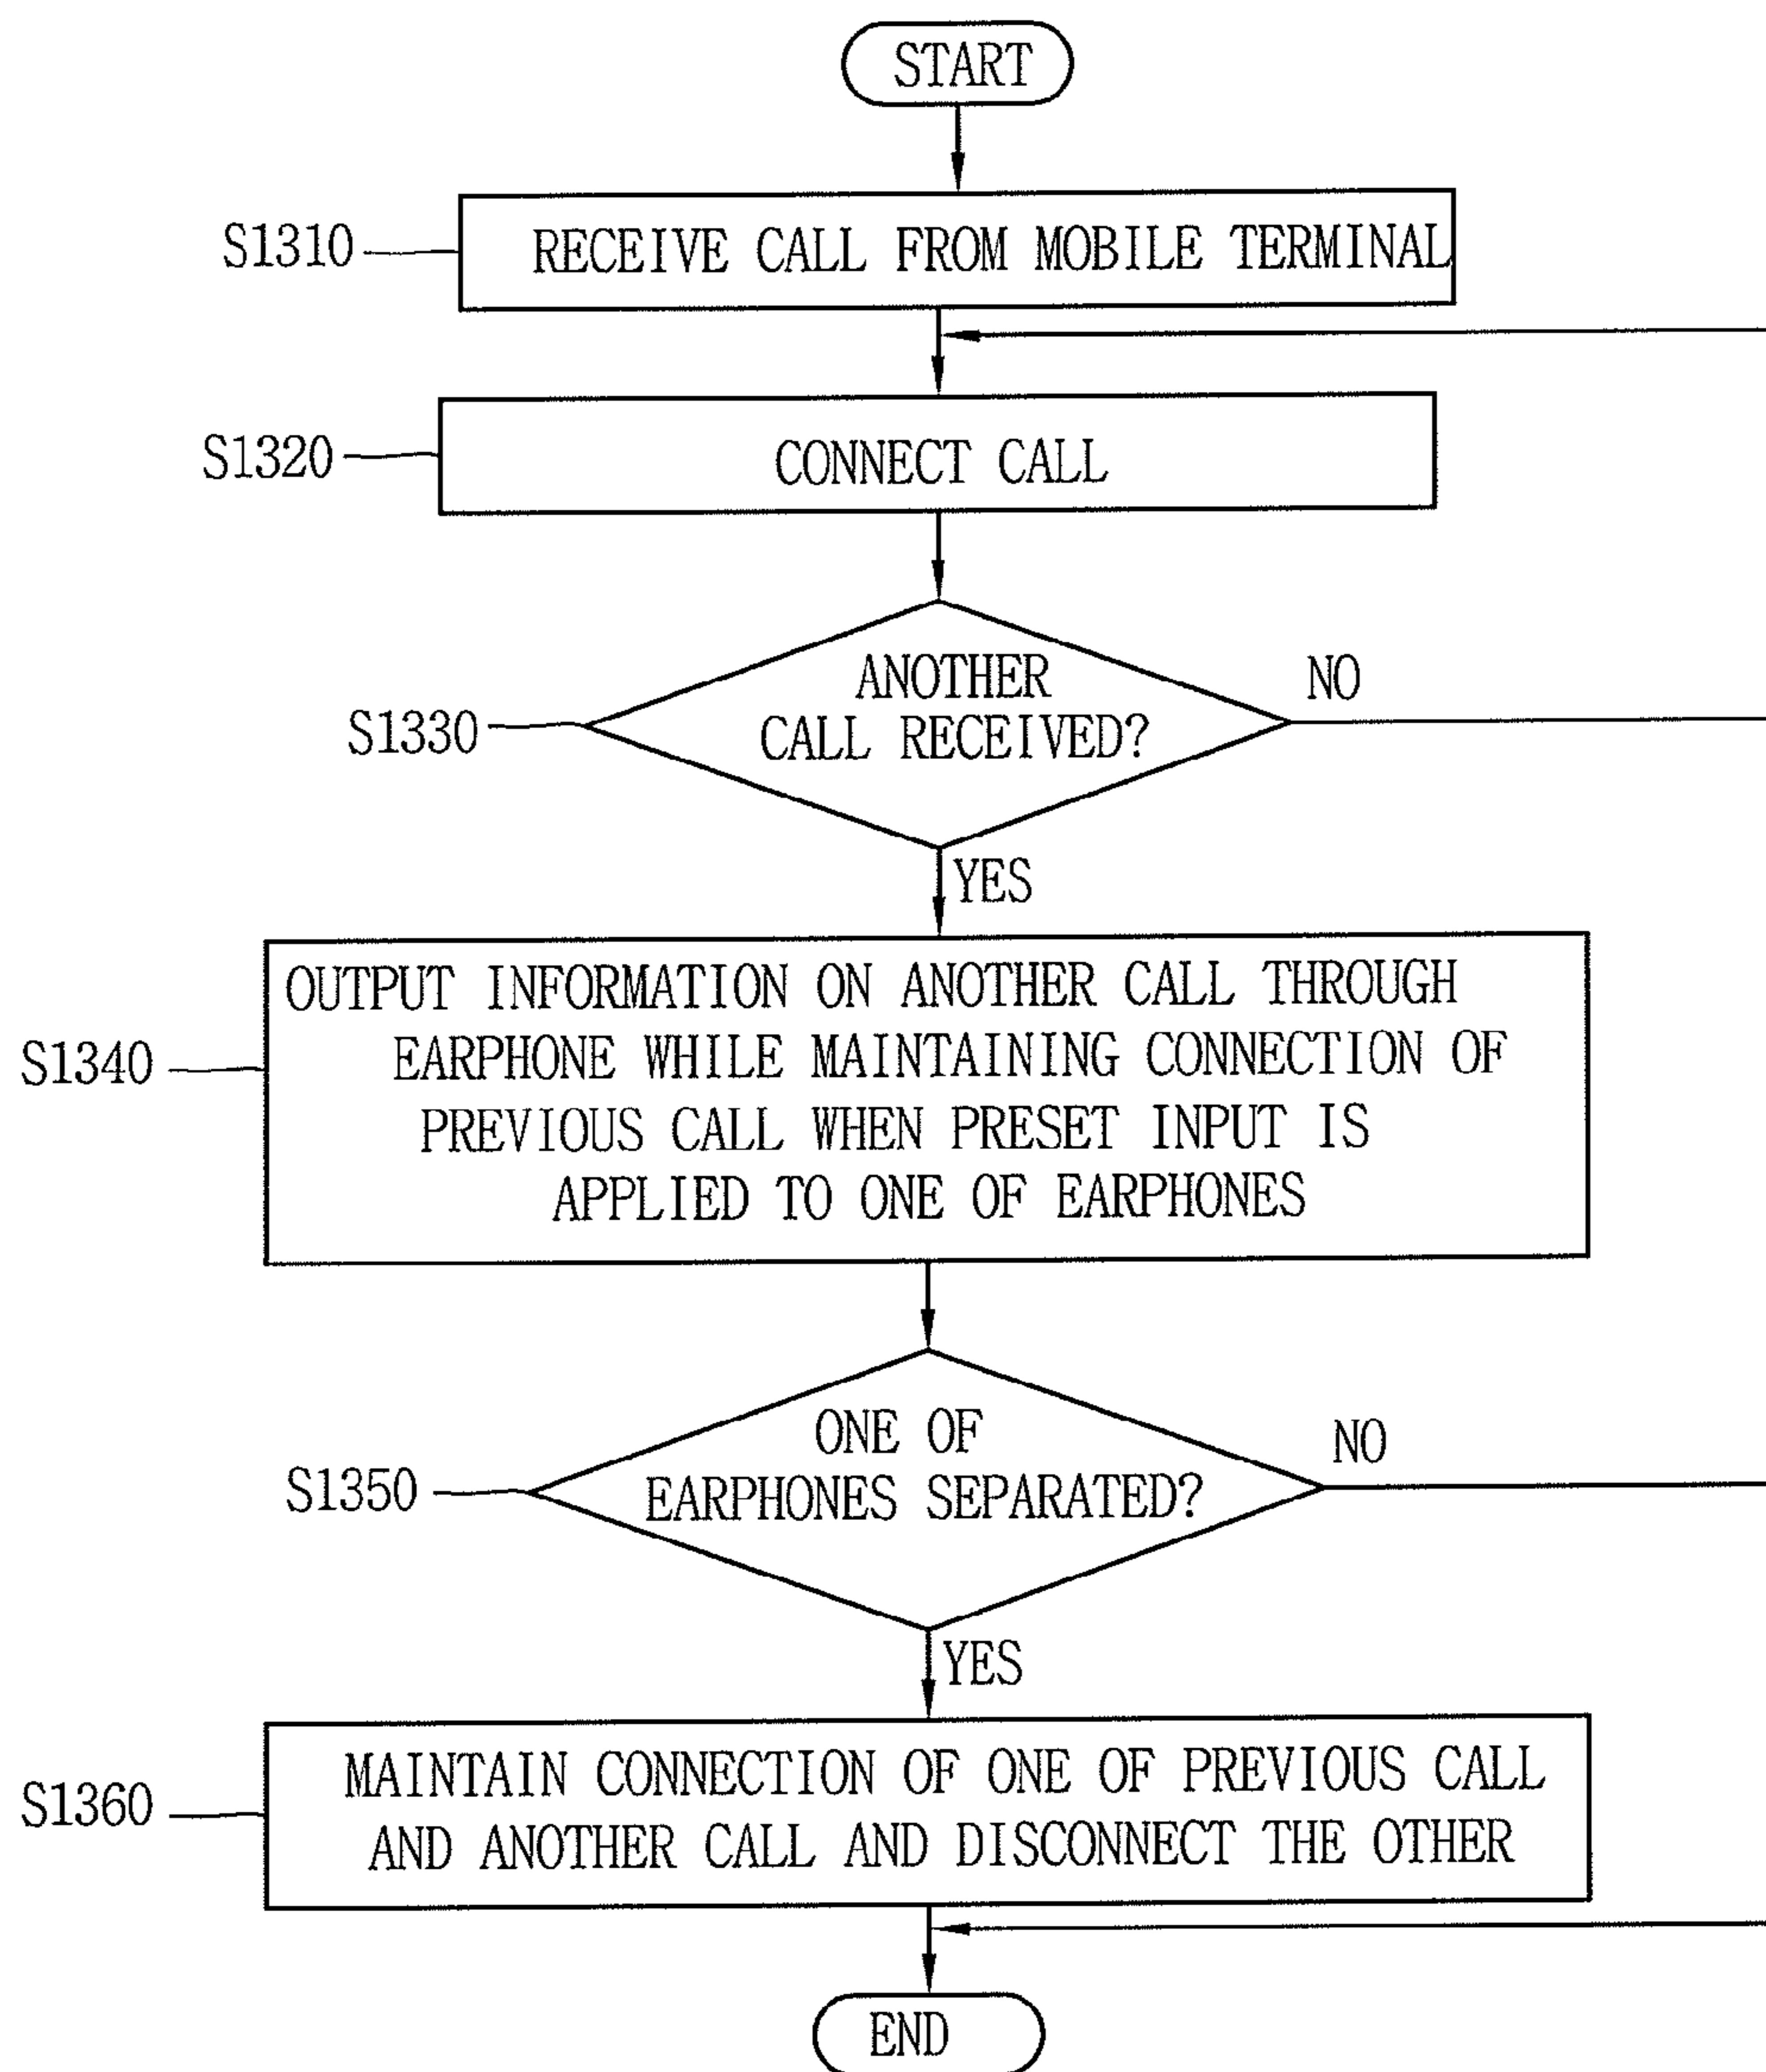 START
S1310
RECEIVE CALL FROM MOBILE TERMINAL
S1320
CONNECT CALL
S1330
ANOTHER
CALL RECEIVED?
NO
YES
S1340
OUTPUT INFORMATION ON ANOTHER CALL THROUGH
EARPHONE WHILE MAINTAINING CONNECTION OF
PREVIOUS CALL WHEN PRESET INPUT IS
APPLIED TO ONE OF EARPHONES
S1350
ONE OF
EARPHONES SEPARATED?
NO
YES
S1360
MAINTAIN CONNECTION OF ONE OF PREVIOUS CALL
AND ANOTHER CALL AND DISCONNECT THE OTHER
END